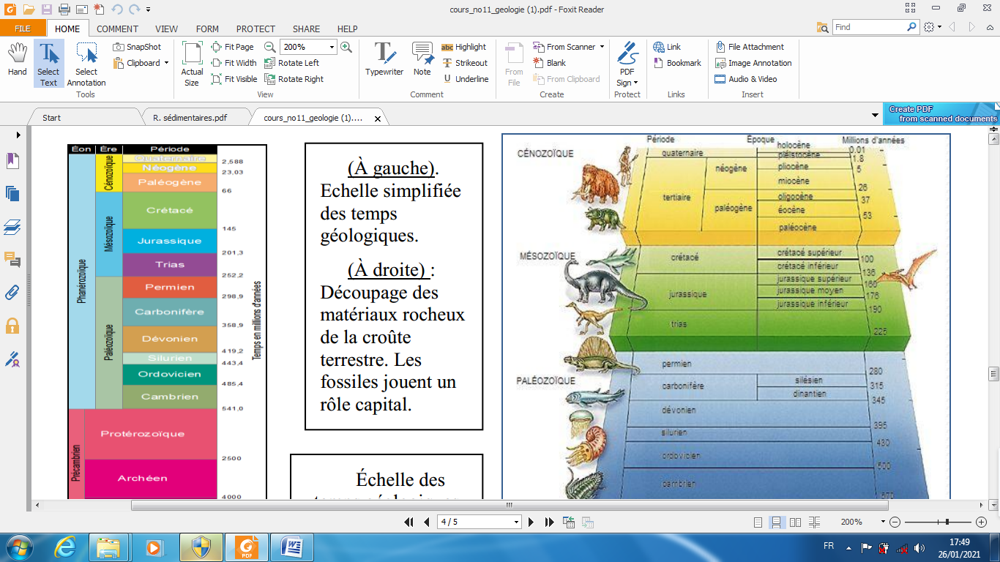 cours_no11_geologie (1).pdf - Foxit Reader
FILE
HOME
COMMENT
VIEW
FORM
PROTECT
SHARE
HELP
Find
Hand
Select Text
Select Annotation
SnapShot
Clipboard
Tools
Actual Size
Fit Page
Fit Width
Fit Visible
200%
Rotate Left
Rotate Right
View
Typewriter
Note
Highlight
Strikeout
Underline
Comment
From File
From Scanner
Blank
From Clipboard
Create
PDF Sign
Protect
Link
Bookmark
Links
File Attachment
Image Annotation
Audio & Video
Insert
Start
R. sédimentaires.pdf
cours_no11_geologie (1)....
Create PDF
from scanned documents
Éon Ère Période
Phanérozoïque
Cénozoïque
Quaternaire
2,588
Néogène
23,03
Paléogène
66
Mésozoïque
Crétacé
145
Jurassique
201,3
Trias
252,2
Paléozoïque
Permien
298,9
Carbonifère
358,9
Dévonien
419,2
Silurien
443,4
Ordovicien
485,4
Cambrien
541,0
Précambrien
Protérozoïque
2500
Archéen
4000
Temps en millions d'années
(À gauche).
Echelle simplifiée
des temps
géologiques.
(À droite) :
Découpage des
matériaux rocheux
de la croûte
terrestre. Les
fossiles jouent un
rôle capital.
Échelle des
Période
Époque
Millions d'années
CÉNOZOÏQUE
quaternaire
holocène
0.01
pléistocène
1.8
tertiaire
néogène
pliocène
5
miocène
26
paléogène
oligocène
37
éocène
53
paléocène
MÉSOZOÏQUE
crétacé
crétacé supérieur
100
crétacé inférieur
136
jurassique
jurassique supérieur
160
jurassique moyen
176
jurassique inférieur
190
trias
225
PALÉOZOÏQUE
permien
280
carbonifère
silésien
315
dinantien
345
dévonien
395
silurien
430
ordovicien
500
cambrien
570
4 / 5
200%
FR
17:49
26/01/2021